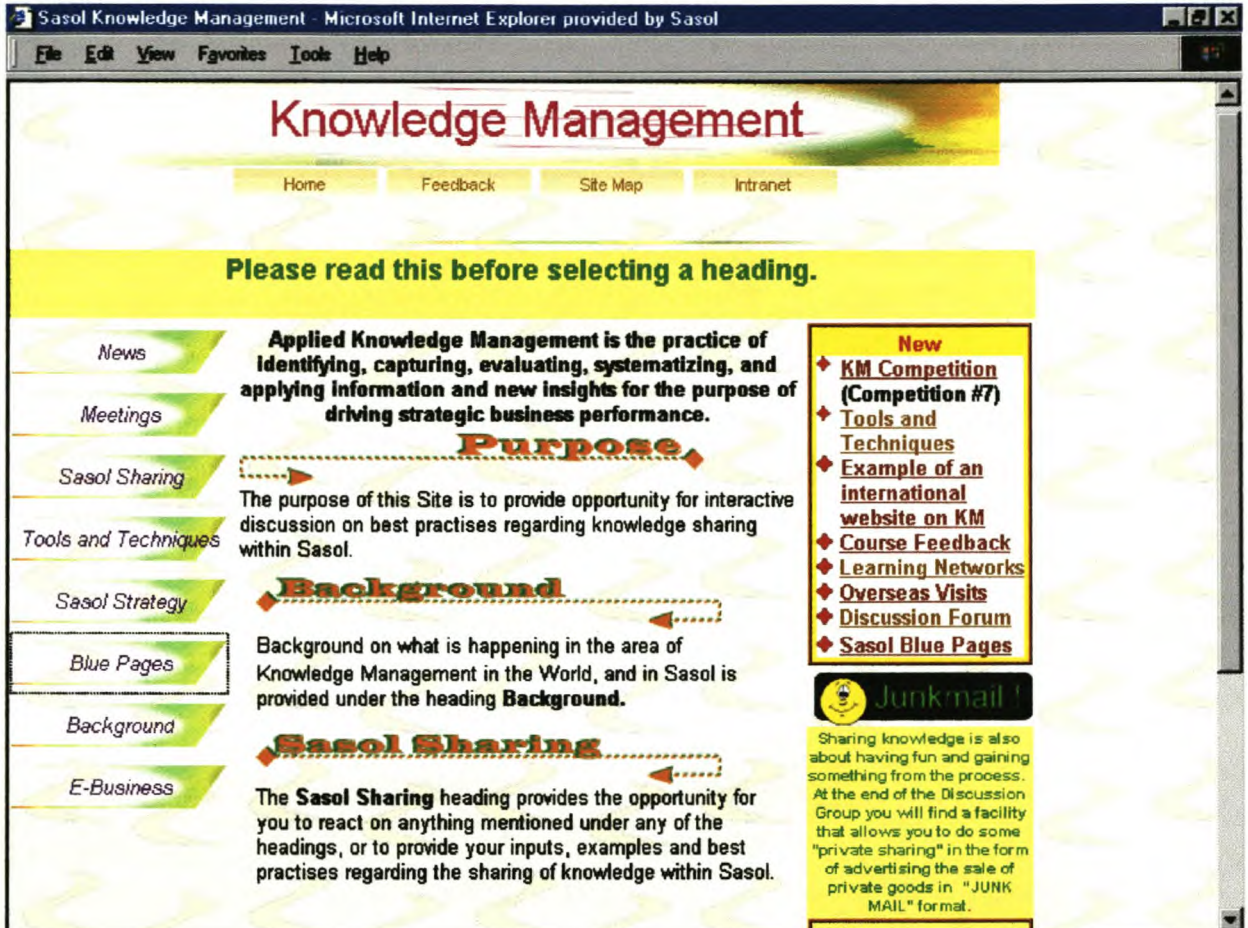 Sasol Knowledge Management - Microsoft Internet Explorer provided by Sasol
File Edit View Favorites Tools Help
Knowledge Management
Home Feedback Site Map Intranet
Please read this before selecting a heading.
News
Meetings
Sasol Sharing
Tools and Techniques
Sasol Strategy
Blue Pages
Background
E-Business
Applied Knowledge Management is the practice of
identifying, capturing, evaluating, systematizing, and
applying information and new insights for the purpose of
driving strategic business performance.
Purpose
The purpose of this Site is to provide opportunity for interactive
discussion on best practises regarding knowledge sharing
within Sasol.
Background
Background on what is happening in the area of
Knowledge Management in the World, and in Sasol is
provided under the heading Background.
Sasol Sharing
The Sasol Sharing heading provides the opportunity for
you to react on anything mentioned under any of the
headings, or to provide your inputs, examples and best
practises regarding the sharing of knowledge within Sasol.
New
KM Competition
(Competition #7)
Tools and
Techniques
Example of an
international
website on KM
Course Feedback
Learning Networks
Overseas Visits
Discussion Forum
Sasol Blue Pages
Junkmail !
Sharing knowledge is also
about having fun and gaining
something from the process.
At the end of the Discussion
Group you will find a facility
that allows you to do some
"private sharing" in the form
of advertising the sale of
private goods in "JUNK
MAIL" format.